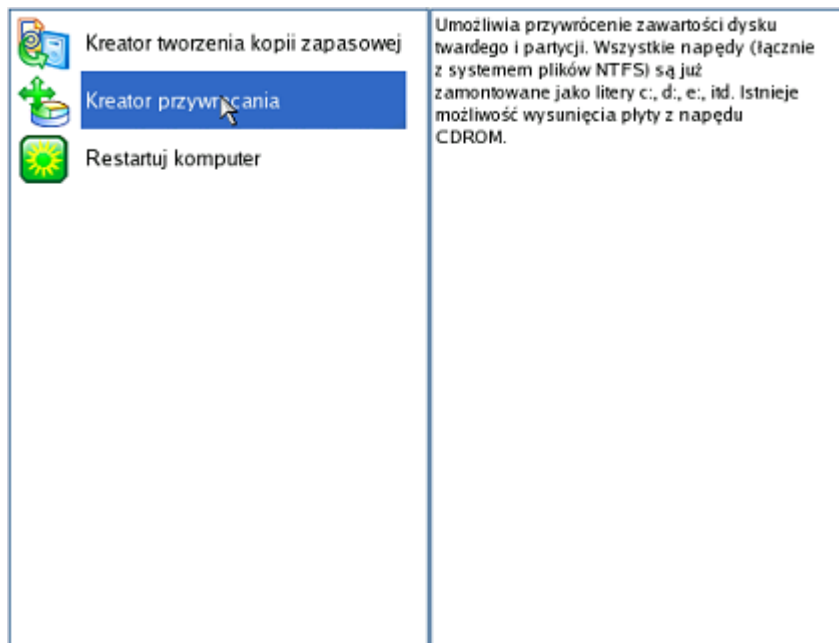 Kreator tworzenia kopii zapasowej
Kreator przywracania
Restartuj komputer
Umożliwia przywrócenie zawartości dysku
twardego i partycji. Wszystkie napędy (łącznie
z systemem plików NTFS) są już
zamontowane jako litery c:, d:, e:, itd. Istnieje
możliwość wysunięcia płyty z napędu
CDROM.